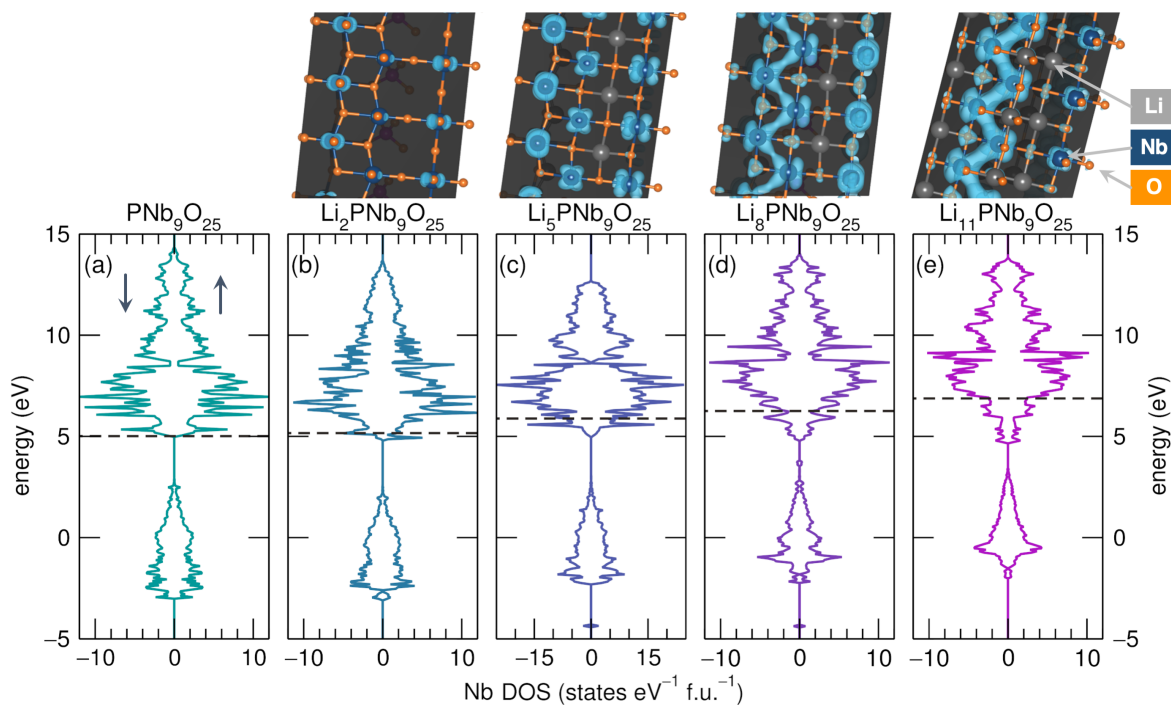 Li
Nb
O
PNb₉O₂₅
Li₂PNb₉O₂₅
Li₅PNb₉O₂₅
Li₈PNb₉O₂₅
Li₁₁PNb₉O₂₅
(a)
(b)
(c)
(d)
(e)
15
10
5
0
−5
energy (eV)
15
10
5
0
−5
energy (eV)
−10 0 10
−10 0 10
−15 0 15
−10 0 10
−10 0 10
Nb DOS (states eV⁻¹ f.u.⁻¹)